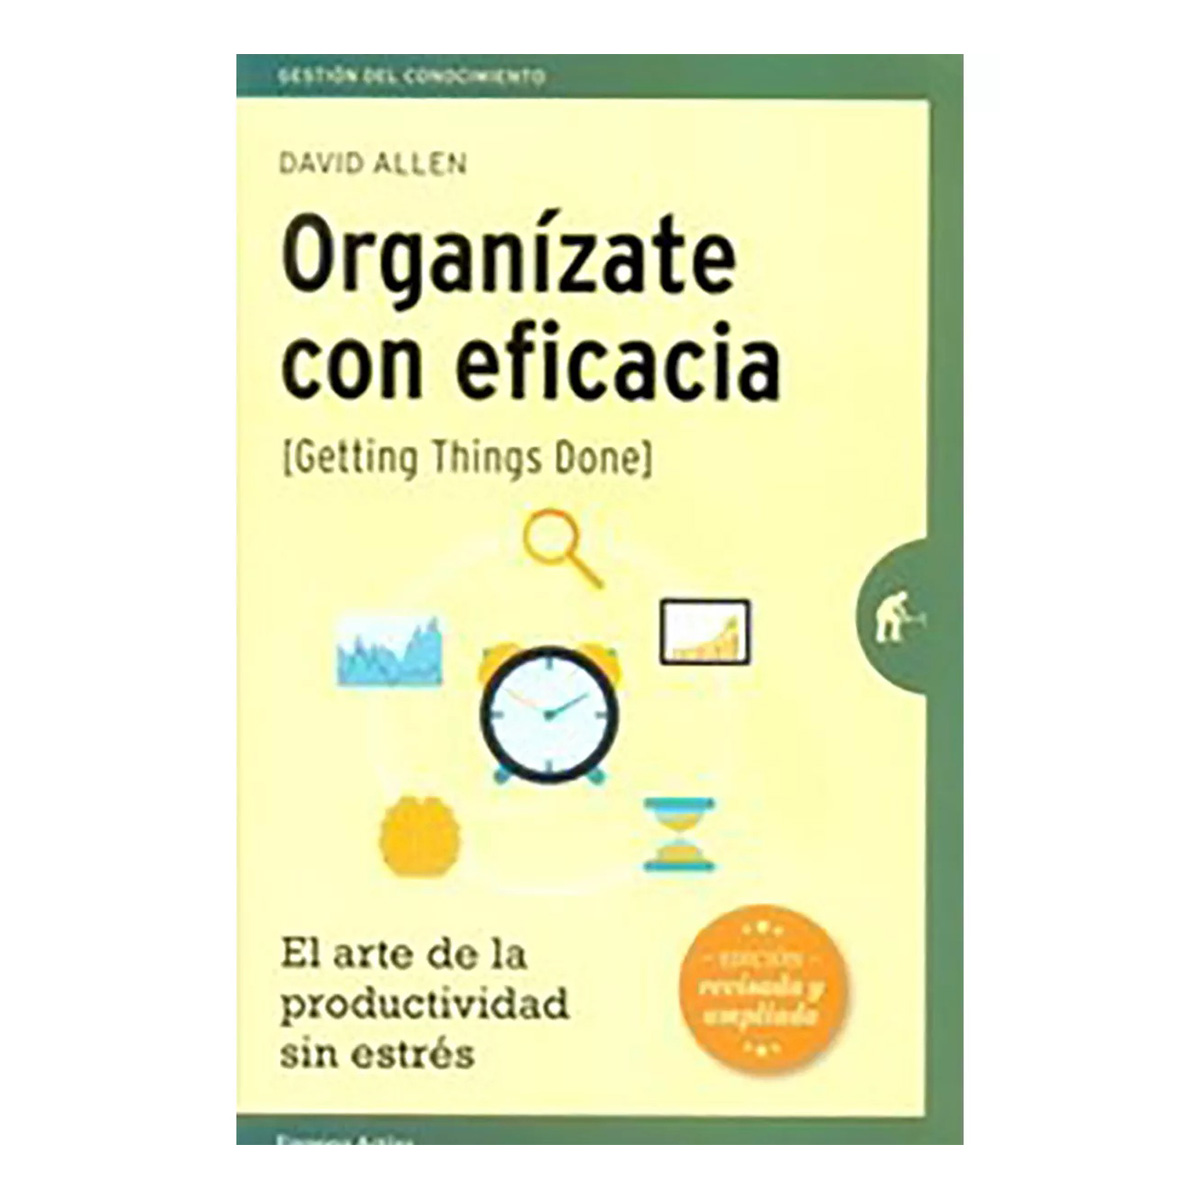 GESTIÓN DEL CONOCIMIENTO
DAVID ALLEN
Organízate
con eficacia
[Getting Things Done]
El arte de la
productividad
sin estrés
- EDICIÓN -
revisada y
ampliada